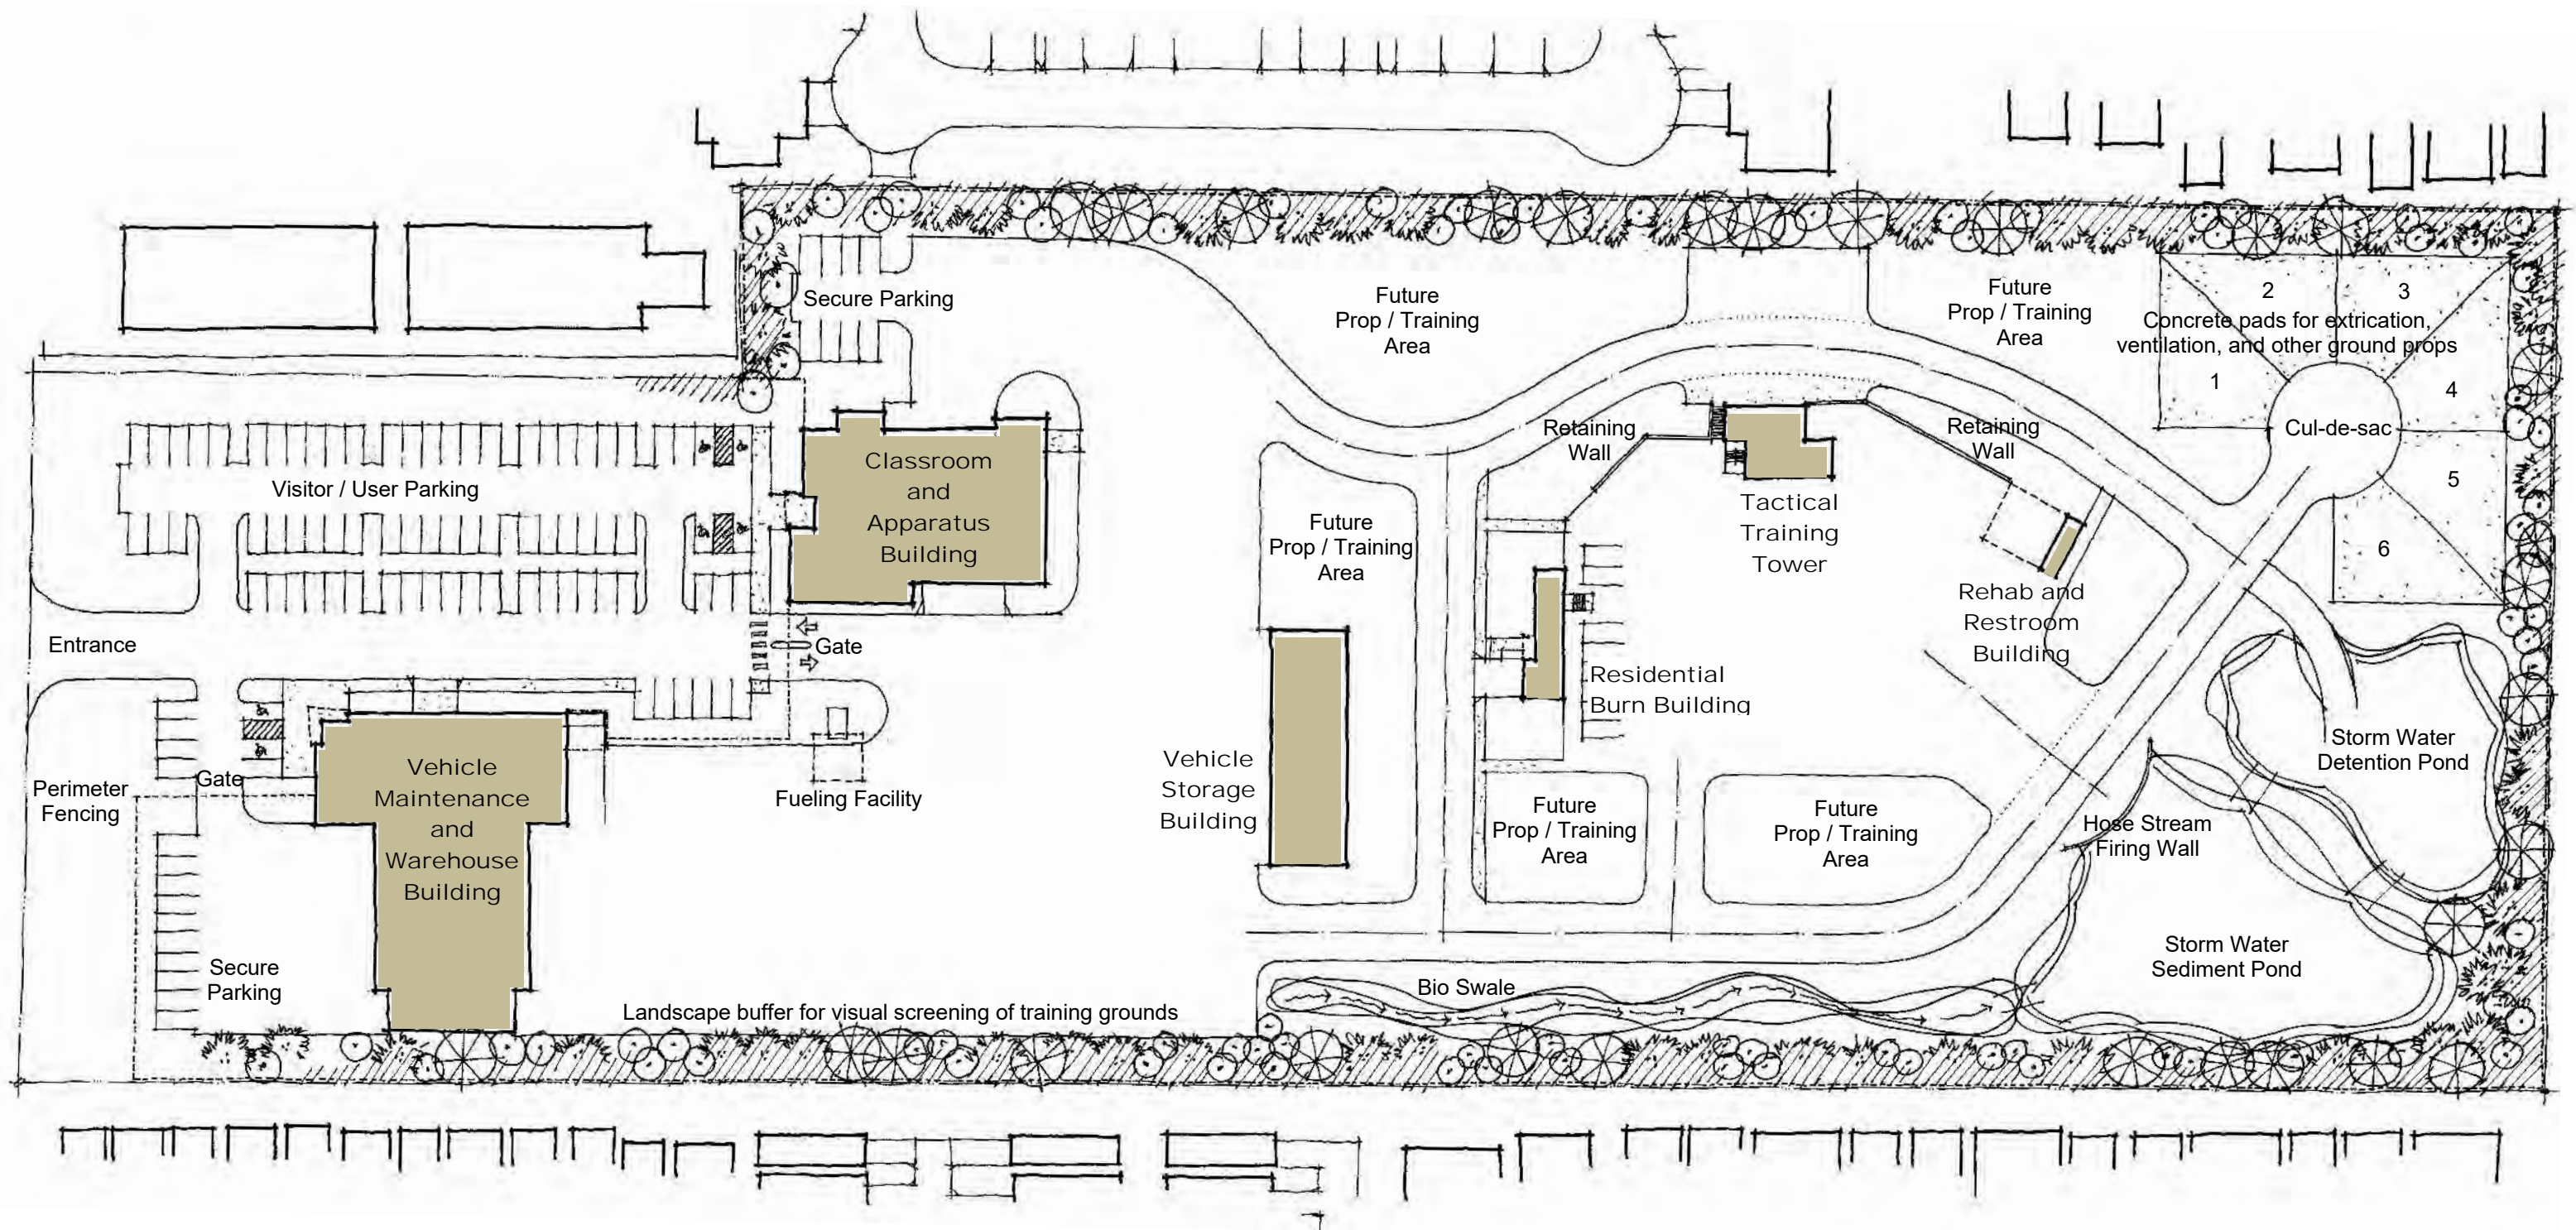 Secure Parking
Future
Prop / Training
Area
Future
Prop / Training
Area
2
3
Concrete pads for extrication,
ventilation, and other ground props
1
4
Cul-de-sac
5
6
Retaining
Wall
Retaining
Wall
Classroom
and
Apparatus
Building
Visitor / User Parking
Tactical
Training
Tower
Future
Prop / Training
Area
Rehab and
Restroom
Building
Entrance
Gate
Residential
Burn Building
Storm Water
Detention Pond
Vehicle
Maintenance
and
Warehouse
Building
Gate
Perimeter
Fencing
Fueling Facility
Vehicle
Storage
Building
Future
Prop / Training
Area
Future
Prop / Training
Area
Hose Stream
Firing Wall
Secure
Parking
Storm Water
Sediment Pond
Bio Swale
Landscape buffer for visual screening of training grounds